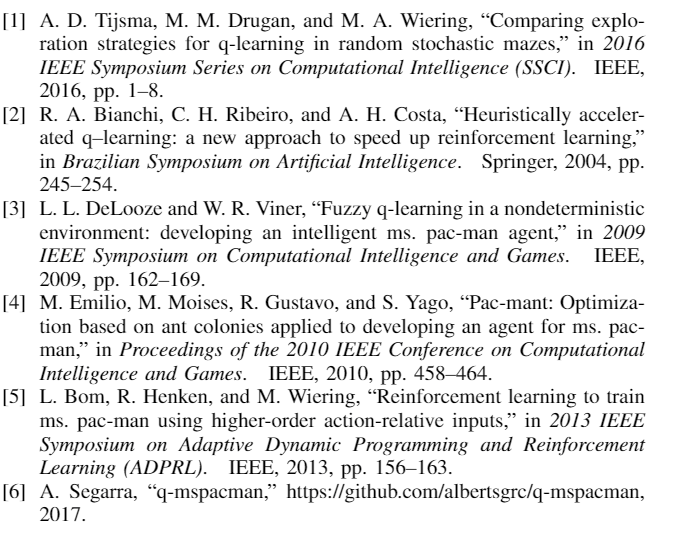 [1] A. D. Tijsma, M. M. Drugan, and M. A. Wiering, “Comparing explo-
ration strategies for q-learning in random stochastic mazes,” in 2016
IEEE Symposium Series on Computational Intelligence (SSCI). IEEE,
2016, pp. 1–8.
[2] R. A. Bianchi, C. H. Ribeiro, and A. H. Costa, “Heuristically acceler-
ated q–learning: a new approach to speed up reinforcement learning,”
in Brazilian Symposium on Artificial Intelligence. Springer, 2004, pp.
245–254.
[3] L. L. DeLooze and W. R. Viner, “Fuzzy q-learning in a nondeterministic
environment: developing an intelligent ms. pac-man agent,” in 2009
IEEE Symposium on Computational Intelligence and Games. IEEE,
2009, pp. 162–169.
[4] M. Emilio, M. Moises, R. Gustavo, and S. Yago, “Pac-mant: Optimiza-
tion based on ant colonies applied to developing an agent for ms. pac-
man,” in Proceedings of the 2010 IEEE Conference on Computational
Intelligence and Games. IEEE, 2010, pp. 458–464.
[5] L. Bom, R. Henken, and M. Wiering, “Reinforcement learning to train
ms. pac-man using higher-order action-relative inputs,” in 2013 IEEE
Symposium on Adaptive Dynamic Programming and Reinforcement
Learning (ADPRL). IEEE, 2013, pp. 156–163.
[6] A. Segarra, “q-mspacman,” https://github.com/albertsgrc/q-mspacman,
2017.